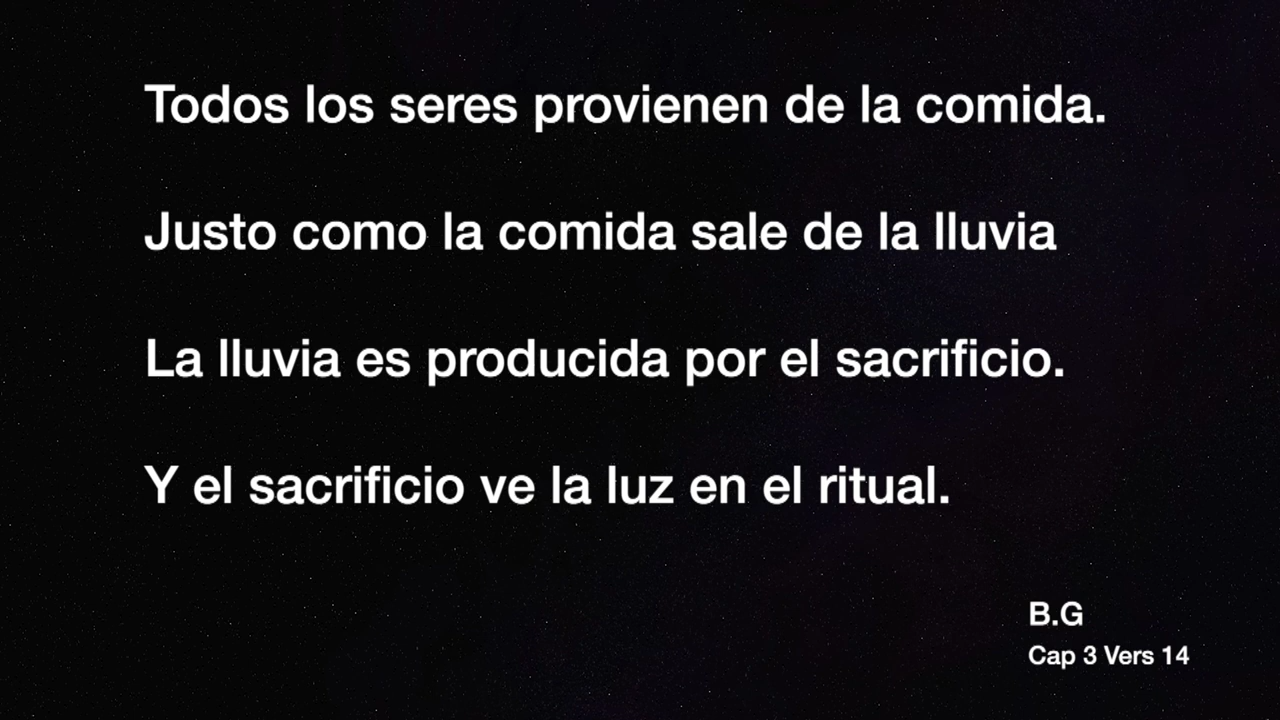 Todos los seres provienen de la comida.
Justo como la comida sale de la lluvia
La lluvia es producida por el sacrificio.
Y el sacrificio ve la luz en el ritual.
B.G
Cap 3 Vers 14